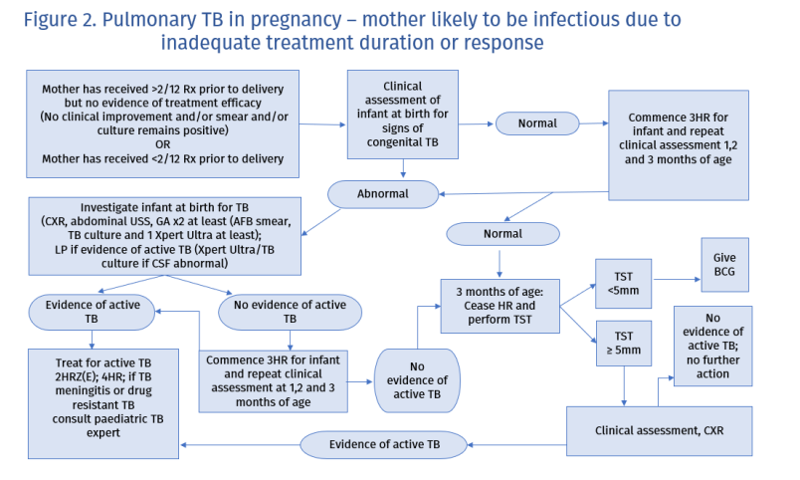 Figure 2. Pulmonary TB in pregnancy – mother likely to be infectious due to
inadequate treatment duration or response
Mother has received >2/12 Rx prior to delivery
but no evidence of treatment efficacy
(No clinical improvement and/or smear and/or
culture remains positive)
OR
Mother has received <2/12 Rx prior to delivery
Clinical
assessment of
infant at birth for
signs of
congenital TB
Normal
Commence 3HR for
infant and repeat
clinical assessment 1,2
and 3 months of age
Abnormal
Investigate infant at birth for TB
(CXR, abdominal USS, GA x2 at least (AFB smear,
TB culture and 1 Xpert Ultra at least);
LP if evidence of active TB (Xpert Ultra/TB
culture if CSF abnormal)
Normal
Evidence of active
TB
No evidence of active
TB
3 months of age:
Cease HR and
perform TST
TST
<5mm
Give
BCG
TST
≥ 5mm
No
evidence of
active TB;
no further
action
Treat for active TB
2HRZ(E); 4HR; if TB
meningitis or drug
resistant TB
consult paediatric TB
expert
Commence 3HR for infant
and repeat clinical
assessment at 1,2 and 3
months of age
No
evidence of
active TB
Clinical assessment, CXR
Evidence of active TB